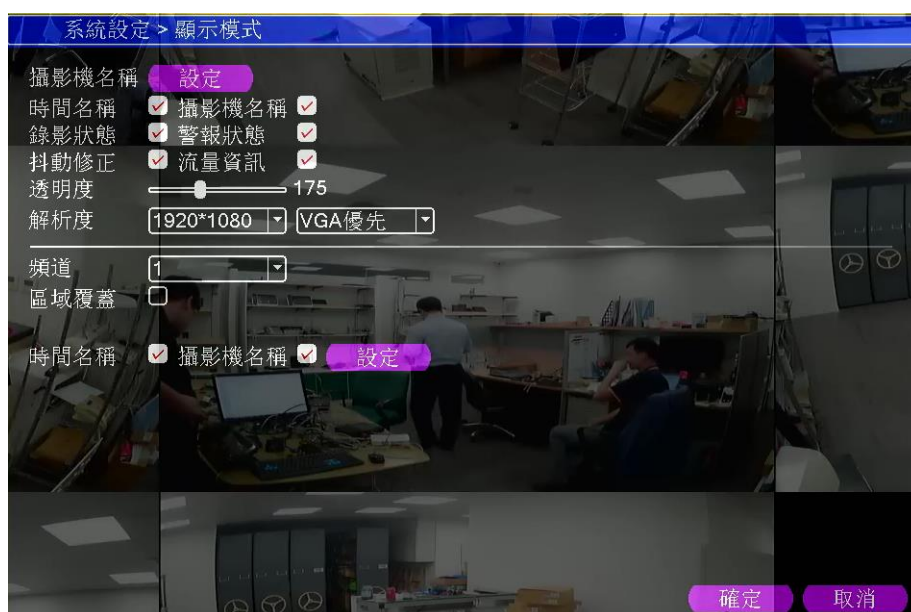 系統設定 > 顯示模式
攝影機名稱 設定
時間名稱 攝影機名稱
錄影狀態 警報狀態
抖動修正 流量資訊
透明度 175
解析度 1920*1080 VGA優先
頻道 1
區域覆蓋
時間名稱 攝影機名稱 設定
確定 取消